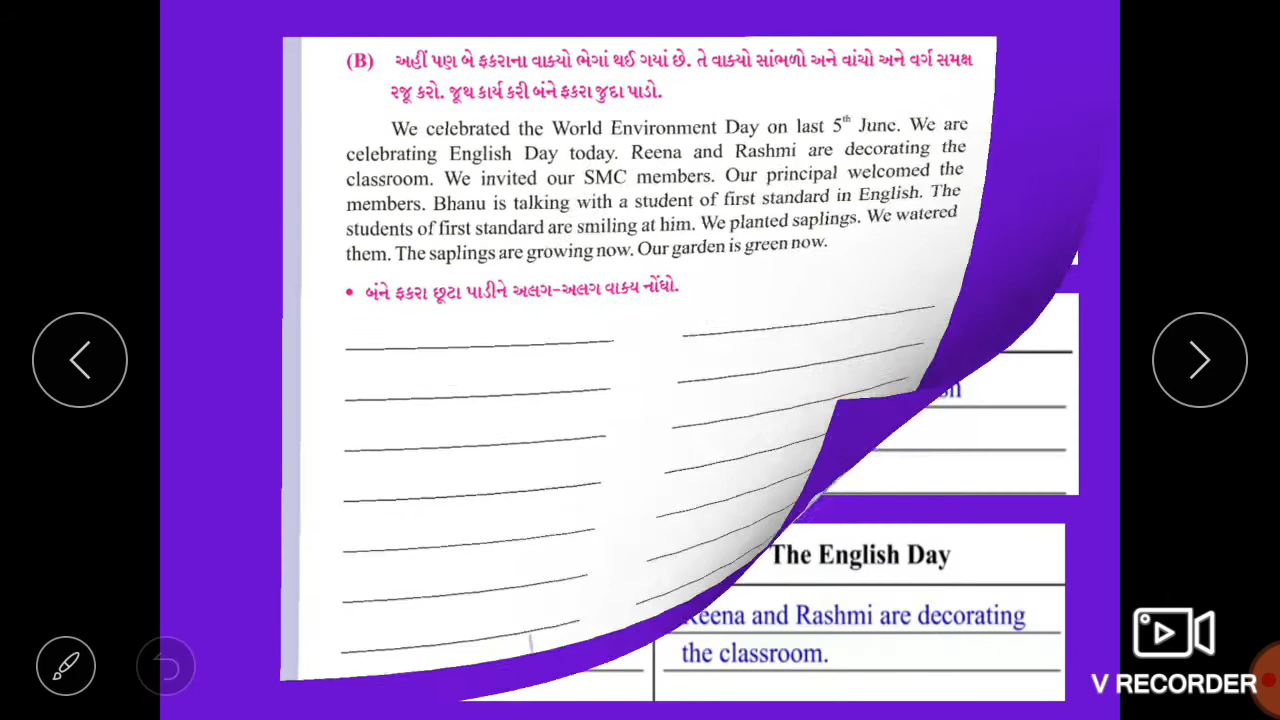 (B) અહીં પણ બે ફકરાના વાક્યો ભેગાં થઈ ગયાં છે. તે વાક્યો સાંભળો અને વાંચો અને વર્ગ સમક્ષ
રજૂ કરો. જૂથ કાર્ય કરી બંને ફકરા જુદા પાડો.
We celebrated the World Environment Day on last 5th June. We are
celebrating English Day today. Reena and Rashmi are decorating the
classroom. We invited our SMC members. Our principal welcomed the
members. Bhanu is talking with a student of first standard in English. The
students of first standard are smiling at him. We planted saplings. We watered
them. The saplings are growing now. Our garden is green now.
• બંને ફકરા છૂટા પાડીને અલગ-અલગ વાક્ય નોંધો.
The English Day
Reena and Rashmi are decorating
the classroom.
V RECORDER